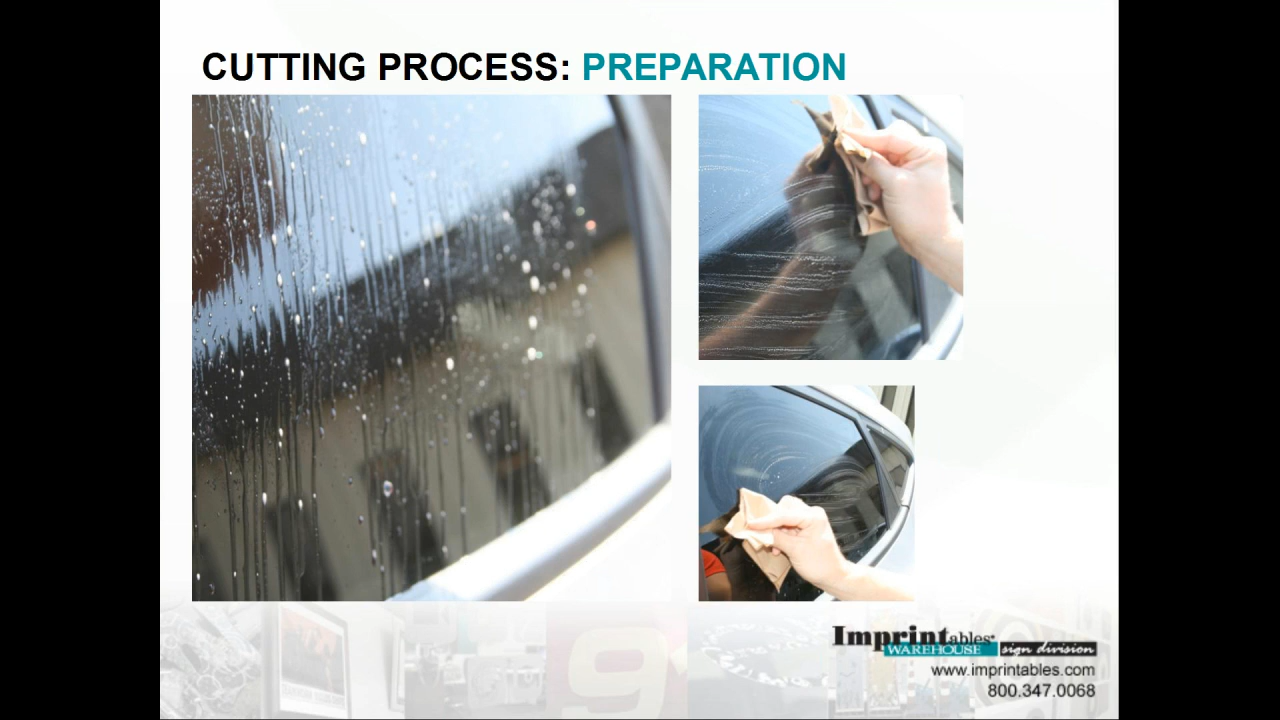 CUTTING PROCESS: PREPARATION
Imprintables
WAREHOUSE sign division
www.imprintables.com
800.347.0068